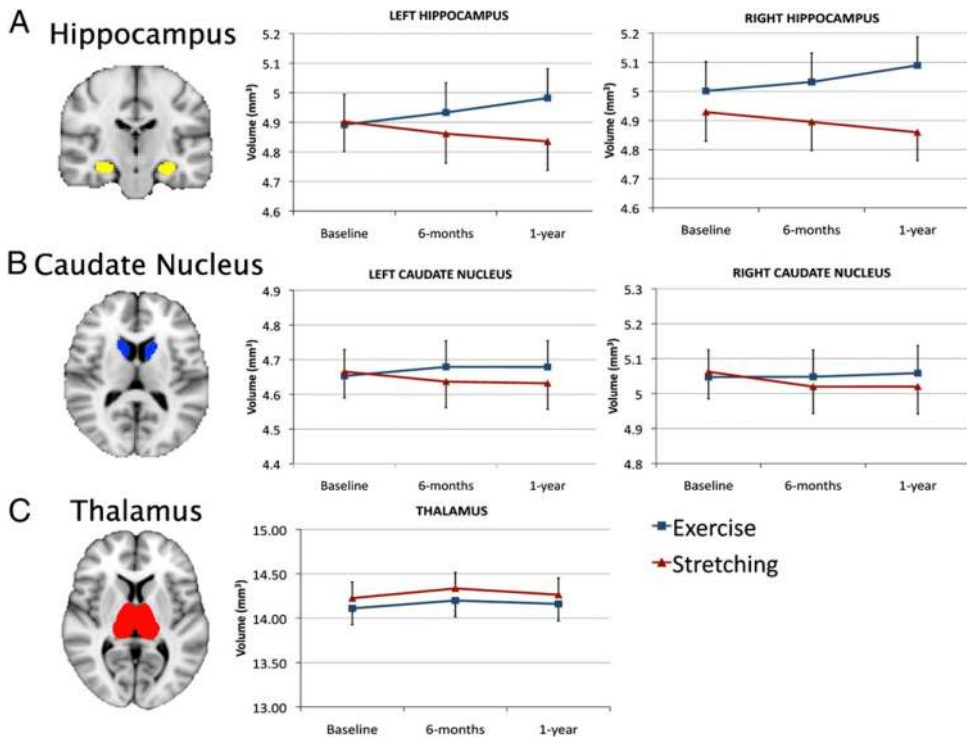 A
Hippocampus
LEFT HIPPOCAMPUS
Volume (mm³)
5.2
5.1
5
4.9
4.8
4.7
4.6
Baseline
6-months
1-year
RIGHT HIPPOCAMPUS
Volume (mm³)
5.2
5.1
5
4.9
4.8
4.7
4.6
Baseline
6-months
1-year
B
Caudate Nucleus
LEFT CAUDATE NUCLEUS
Volume (mm³)
4.9
4.8
4.7
4.6
4.5
4.4
Baseline
6-months
1-year
RIGHT CAUDATE NUCLEUS
Volume (mm³)
5.3
5.2
5.1
5
4.9
4.8
Baseline
6-months
1-year
C
Thalamus
THALAMUS
Volume (mm³)
15.00
14.50
14.00
13.50
13.00
Baseline
6-months
1-year
Exercise
Stretching